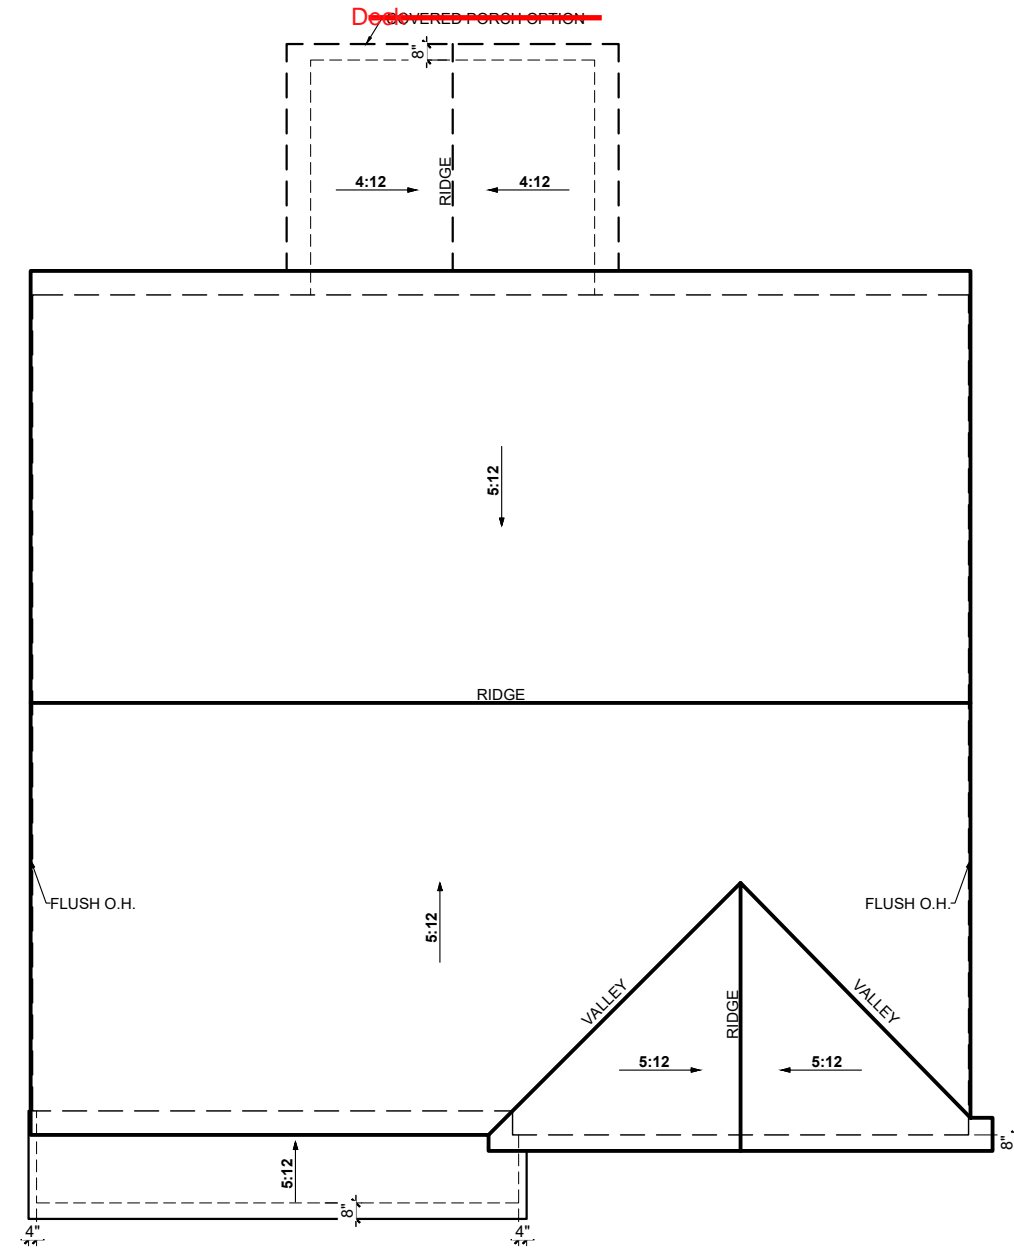 Deck
COVERED PORCH OPTION
8"
RIDGE
4:12
4:12
5:12
RIDGE
FLUSH O.H.
FLUSH O.H.
5:12
VALLEY
VALLEY
RIDGE
5:12
5:12
8"
5:12
8"
4"
4"